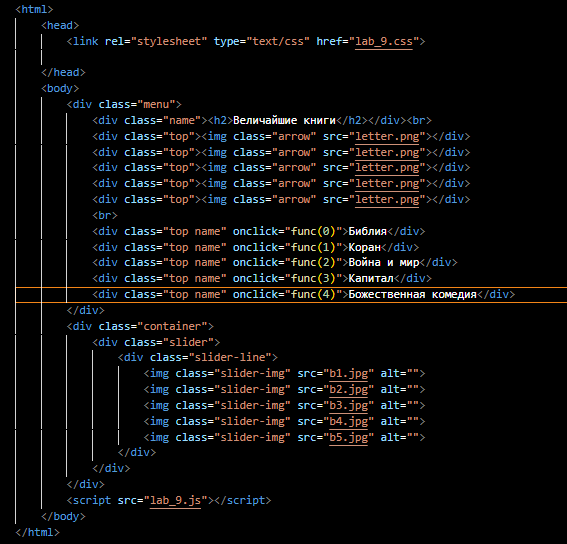 <html>
<head>
<link rel="stylesheet" type="text/css" href="lab_9.css">
</head>
<body>
<div class="menu">
<div class="name"><h2>Величайшие книги</h2></div><br>
<div class="top"><img class="arrow" src="letter.png"></div>
<div class="top"><img class="arrow" src="letter.png"></div>
<div class="top"><img class="arrow" src="letter.png"></div>
<div class="top"><img class="arrow" src="letter.png"></div>
<div class="top"><img class="arrow" src="letter.png"></div>
<br>
<div class="top name" onclick="func(0)">Библия</div>
<div class="top name" onclick="func(1)">Коран</div>
<div class="top name" onclick="func(2)">Война и мир</div>
<div class="top name" onclick="func(3)">Капитал</div>
<div class="top name" onclick="func(4)">Божественная комедия</div>
</div>
<div class="container">
<div class="slider">
<div class="slider-line">
<img class="slider-img" src="b1.jpg" alt="">
<img class="slider-img" src="b2.jpg" alt="">
<img class="slider-img" src="b3.jpg" alt="">
<img class="slider-img" src="b4.jpg" alt="">
<img class="slider-img" src="b5.jpg" alt="">
</div>
</div>
</div>
<script src="lab_9.js"></script>
</body>
</html>